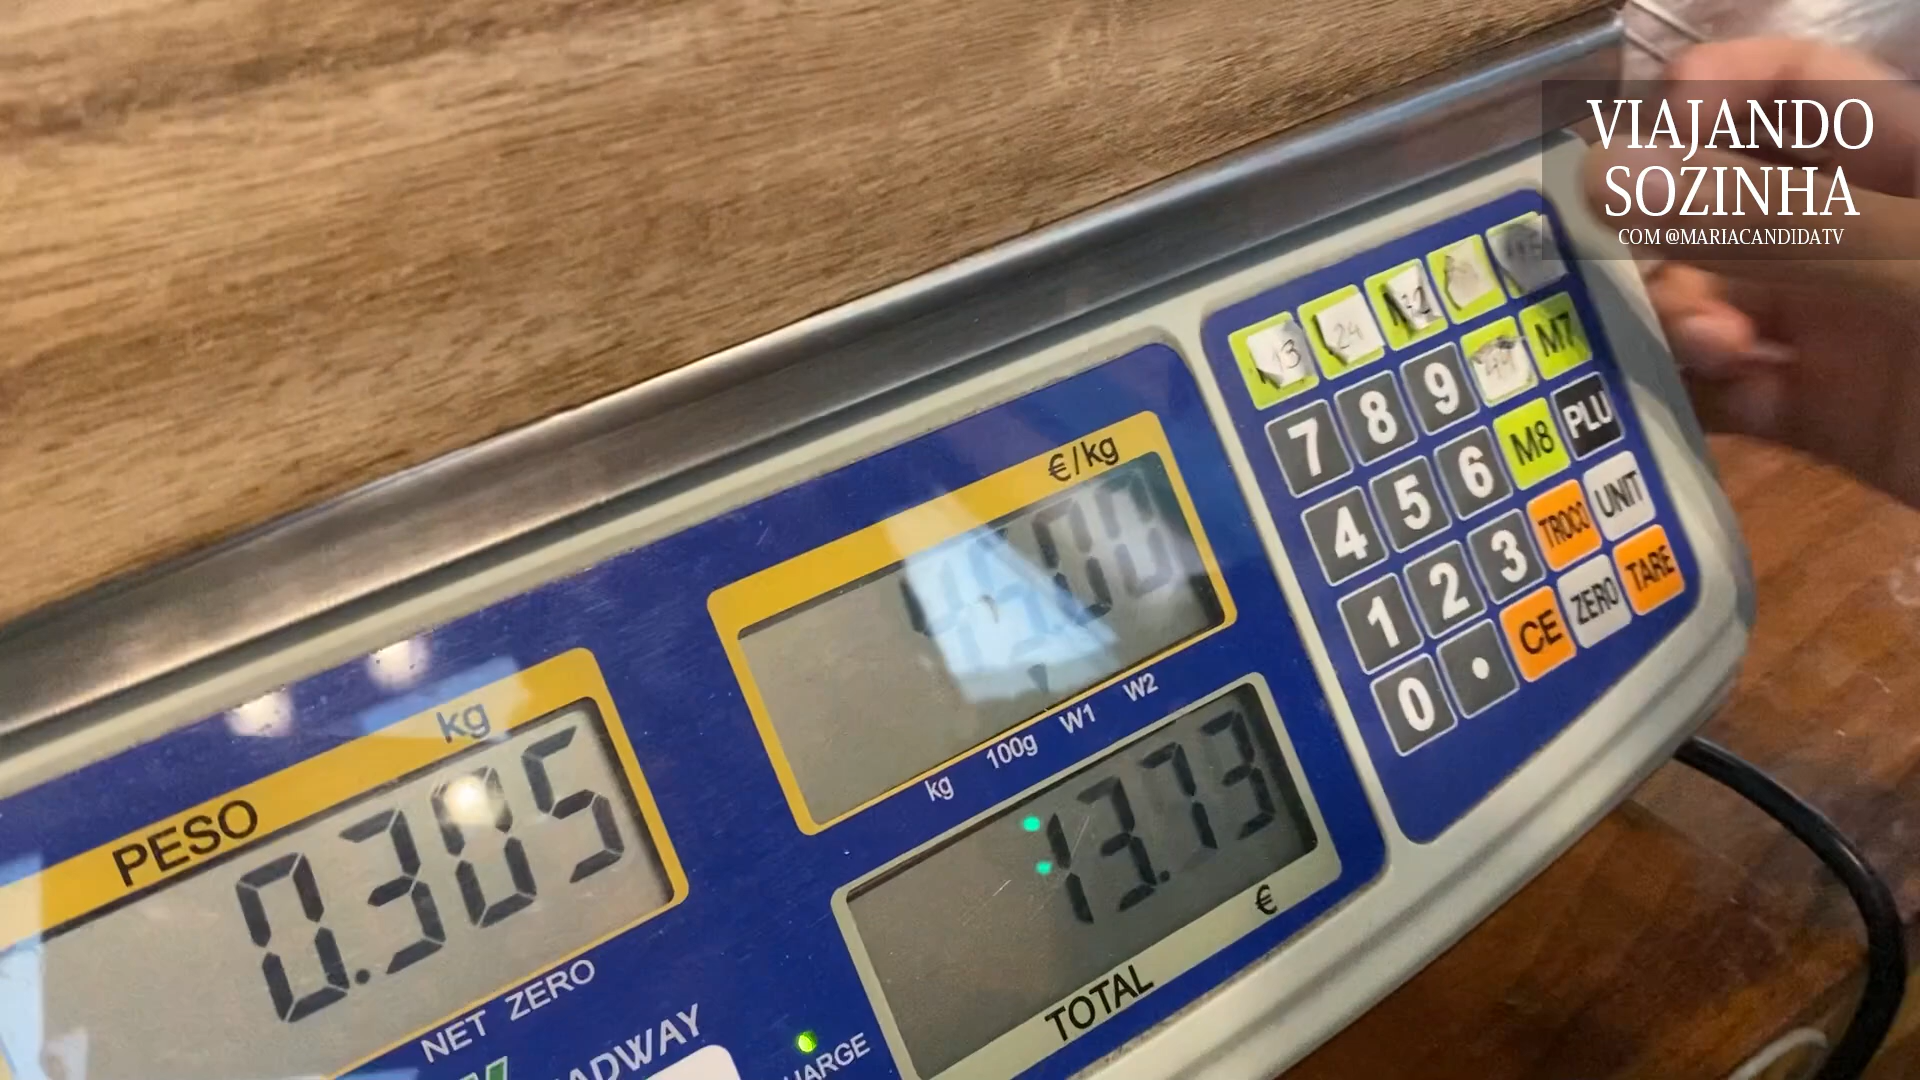 VIAJANDO
SOZINHA
COM @MARIACANDIDATV
€/kg
kg 100g W1 W2
kg
PESO
0.305
NET ZERO
13.73
€
TOTAL
13 24
M7
7 8 9
M8 PLU
4 5 6
TROCO UNIT
1 2 3
CE ZERO TARE
0 .